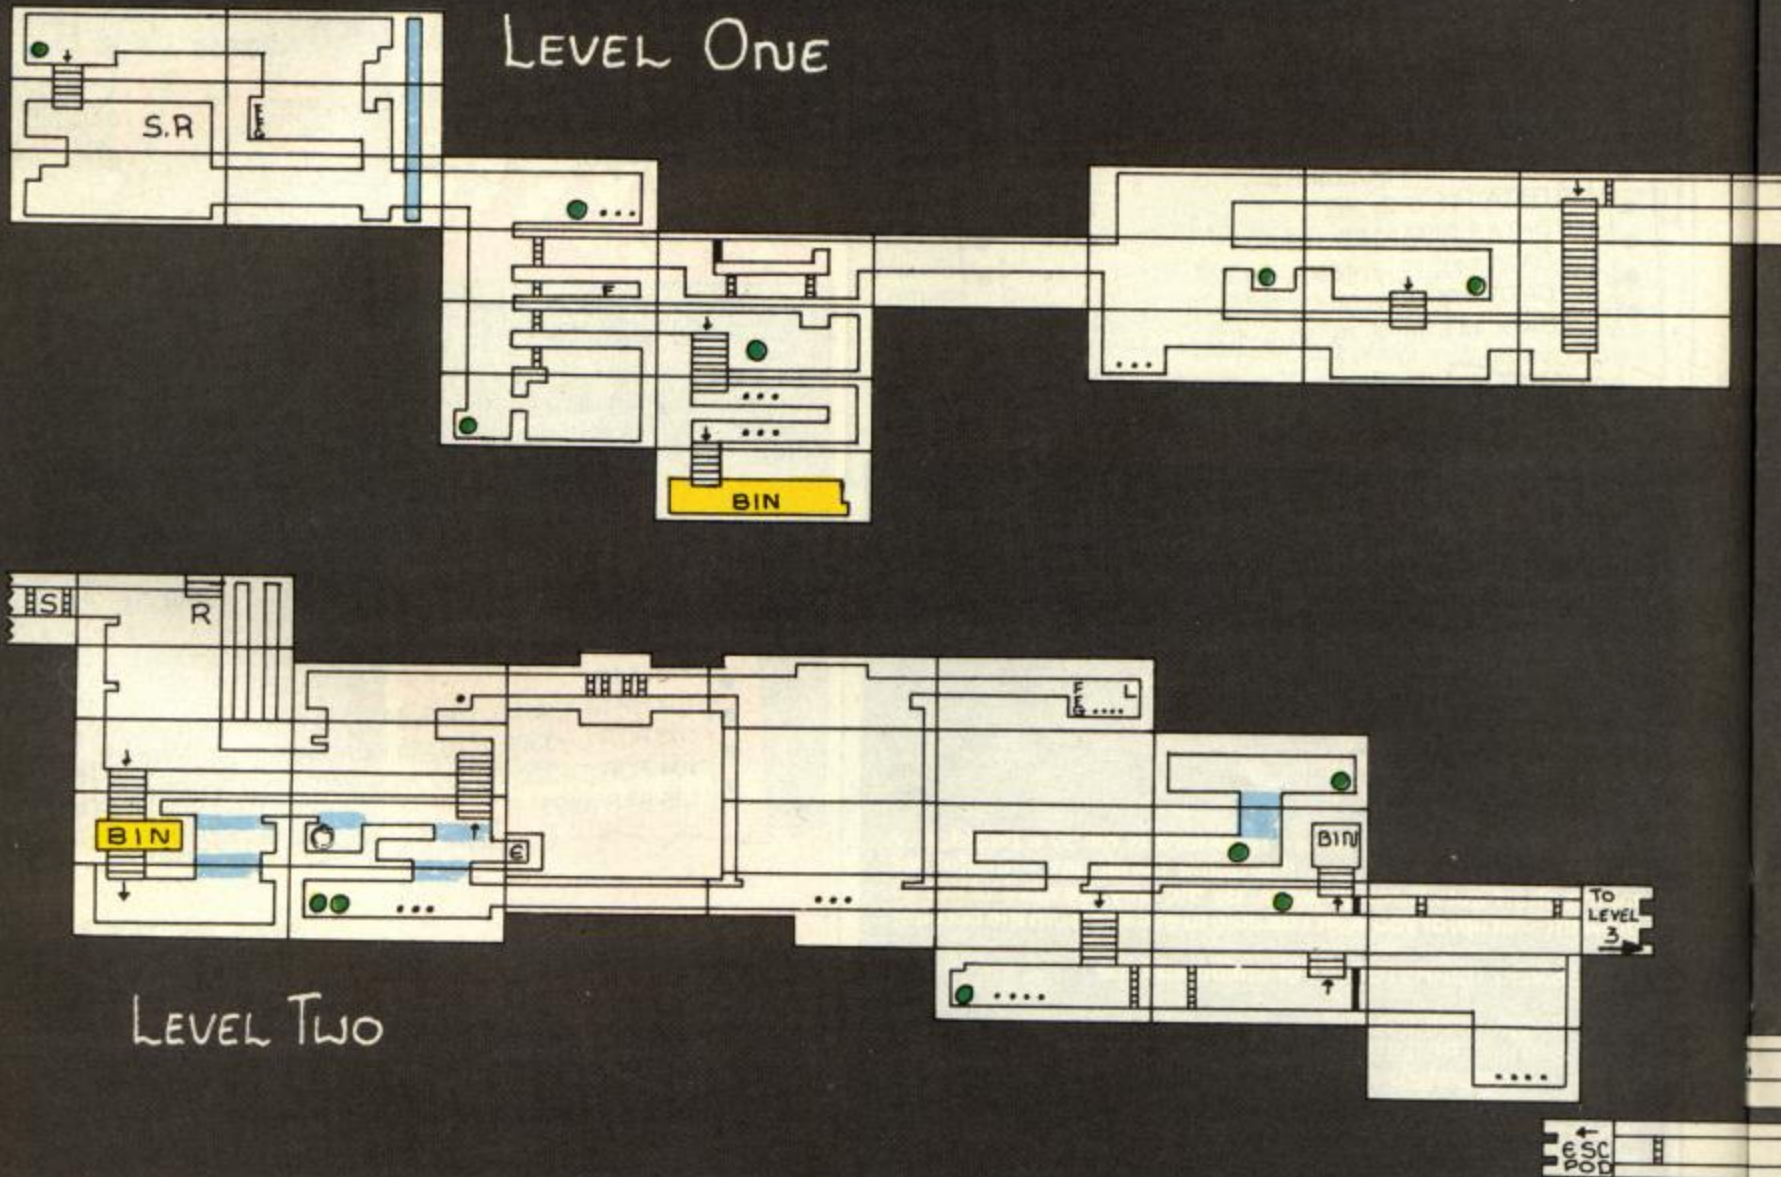 LEVEL ONE
S.R
F
E
G
F
BIN
S
R
BIN
E
F
E
G
L
BIN
TO
LEVEL
3
LEVEL TWO
ESC
POD